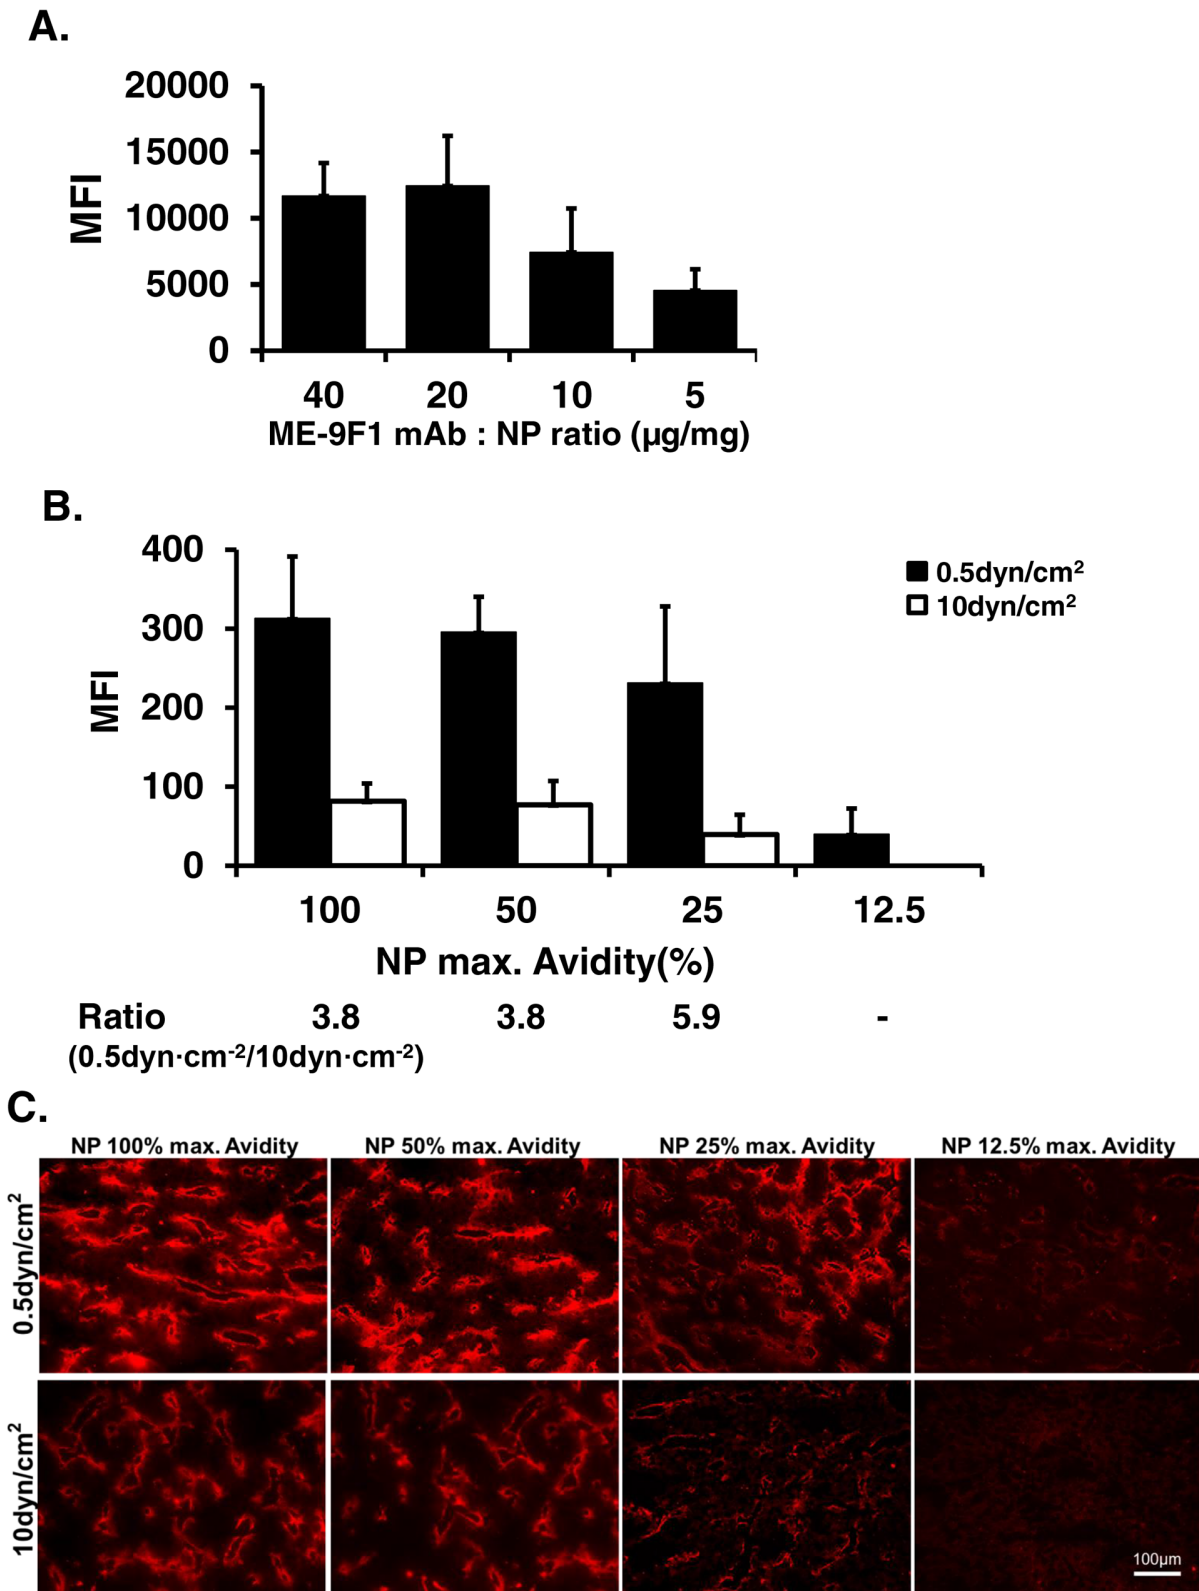 A.
20000
15000
10000
5000
0
MFI
40 20 10 5
ME-9F1 mAb : NP ratio (µg/mg)
B.
400
300
200
100
0
MFI
0.5dyn/cm²
10dyn/cm²
100 50 25 12.5
NP max. Avidity(%)
Ratio 3.8 3.8 5.9 -
(0.5dyn·cm⁻²/10dyn·cm⁻²)
C.
NP 100% max. Avidity NP 50% max. Avidity NP 25% max. Avidity NP 12.5% max. Avidity
0.5dyn/cm²
10dyn/cm²
100µm